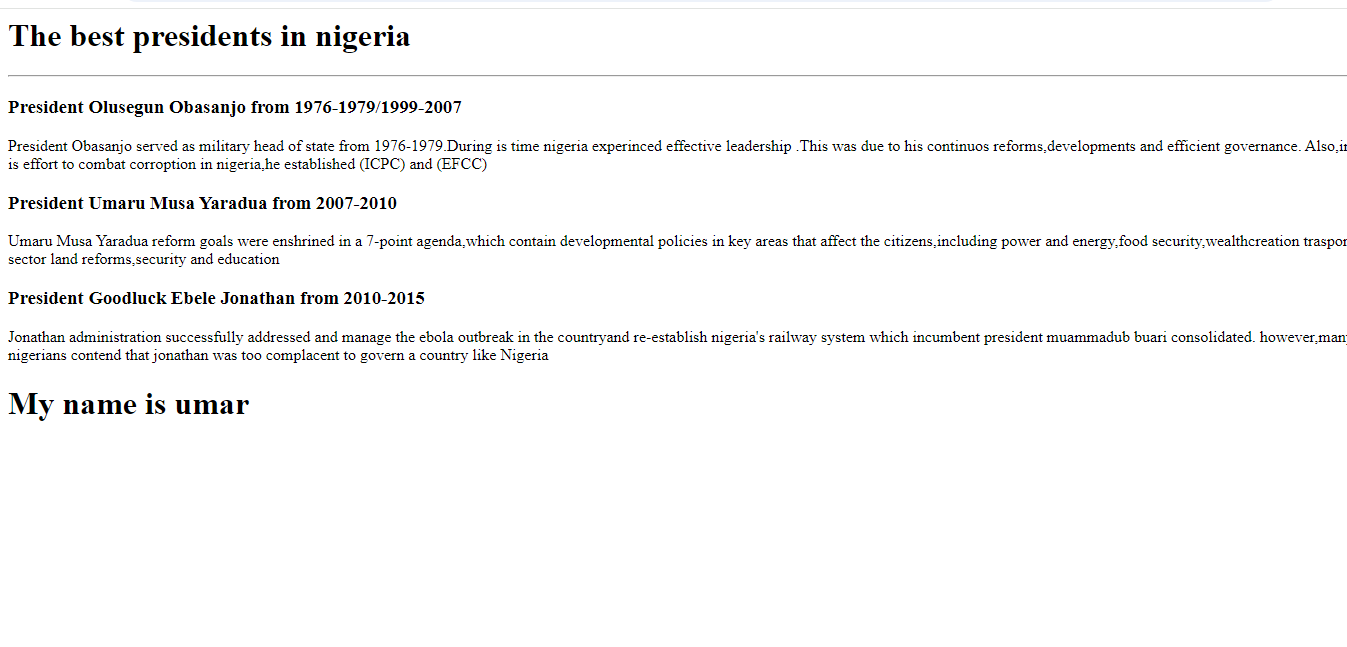 The best presidents in nigeria
President Olusegun Obasanjo from 1976-1979/1999-2007
President Obasanjo served as military head of state from 1976-1979.During is time nigeria experinced effective leadership .This was due to his continuos reforms,developments and efficient governance. Also,in
is effort to combat corroption in nigeria,he established (ICPC) and (EFCC)
President Umaru Musa Yaradua from 2007-2010
Umaru Musa Yaradua reform goals were enshrined in a 7-point agenda,which contain developmental policies in key areas that affect the citizens,including power and energy,food security,wealthcreation
sector land reforms,security and education
President Goodluck Ebele Jonathan from 2010-2015
Jonathan administration successfully addressed and manage the ebola outbreak in the countryand re-establish nigeria's railway system which incumbent president muammadub buari consolidated. however,many
nigerians contend that jonathan was too complacent to govern a country like Nigeria
My name is umar